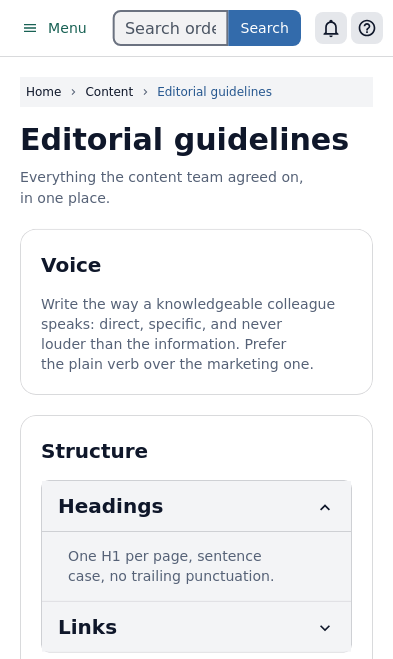 Menu
Search orde
Search
Home > Content > Editorial guidelines
Editorial guidelines
Everything the content team agreed on,
in one place.
Voice
Write the way a knowledgeable colleague
speaks: direct, specific, and never
louder than the information. Prefer
the plain verb over the marketing one.
Structure
Headings
One H1 per page, sentence
case, no trailing punctuation.
Links